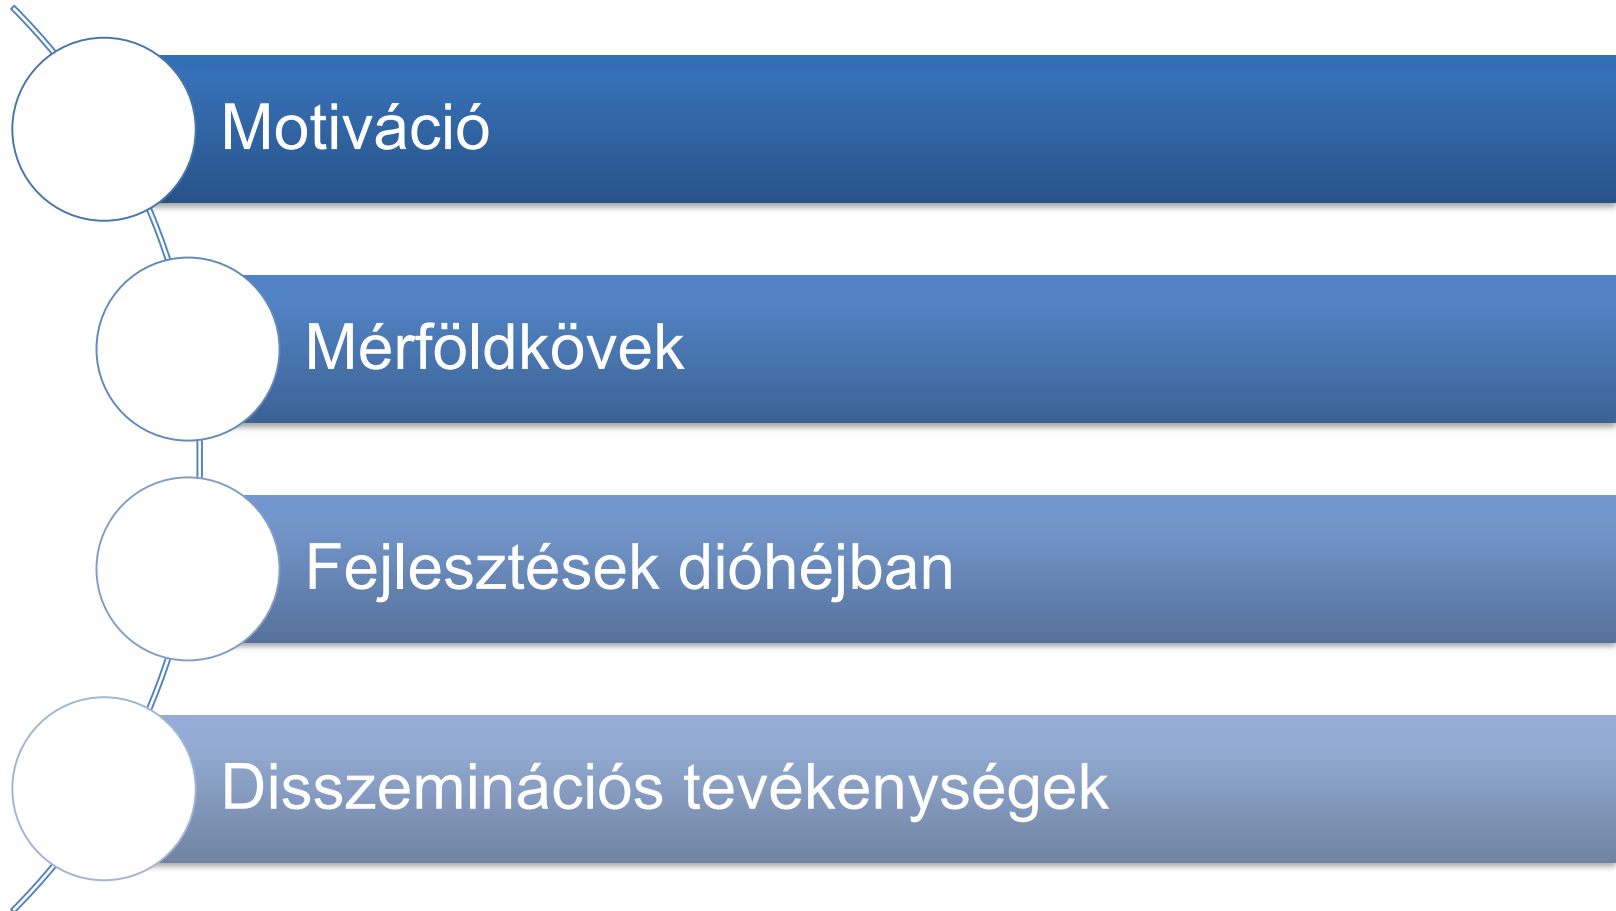 Motiváció
Mérföldkövek
Fejlesztések dióhéjban
Disszeminációs tevékenységek